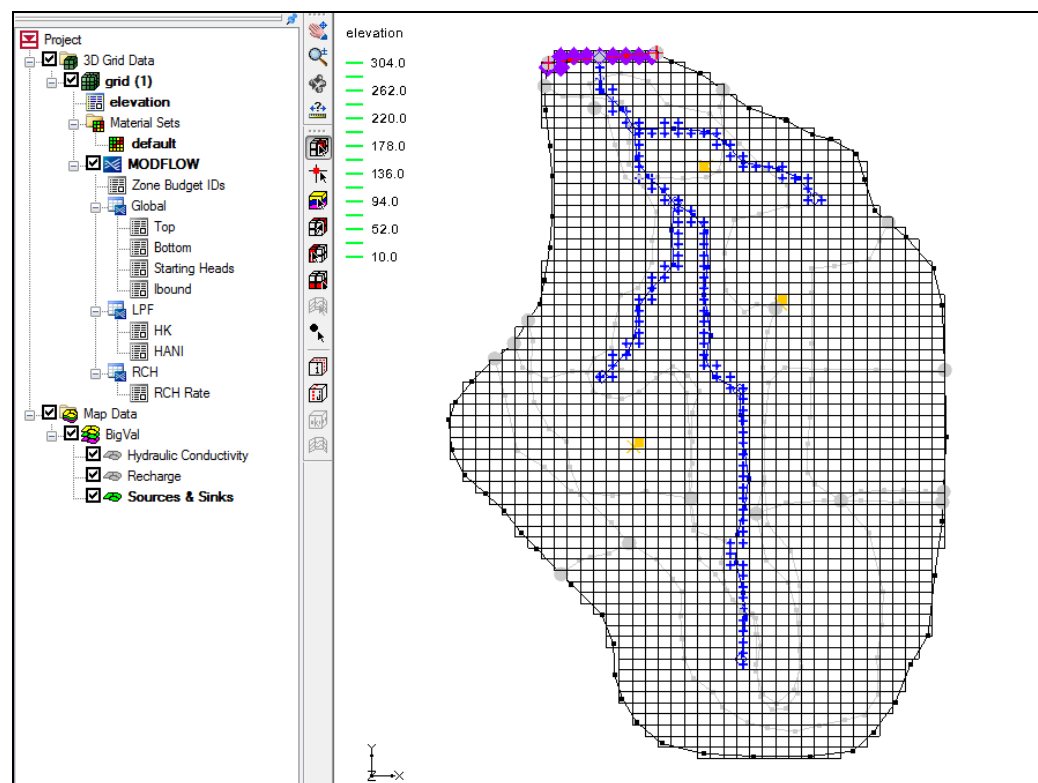 Project
3D Grid Data
grid (1)
elevation
Material Sets
default
MODFLOW
Zone Budget IDs
Global
Top
Bottom
Starting Heads
Ibound
LPF
HK
HANI
RCH
RCH Rate
Map Data
BigVal
Hydraulic Conductivity
Recharge
Sources & Sinks
elevation
304.0
262.0
220.0
178.0
136.0
94.0
52.0
10.0
Y
Z X